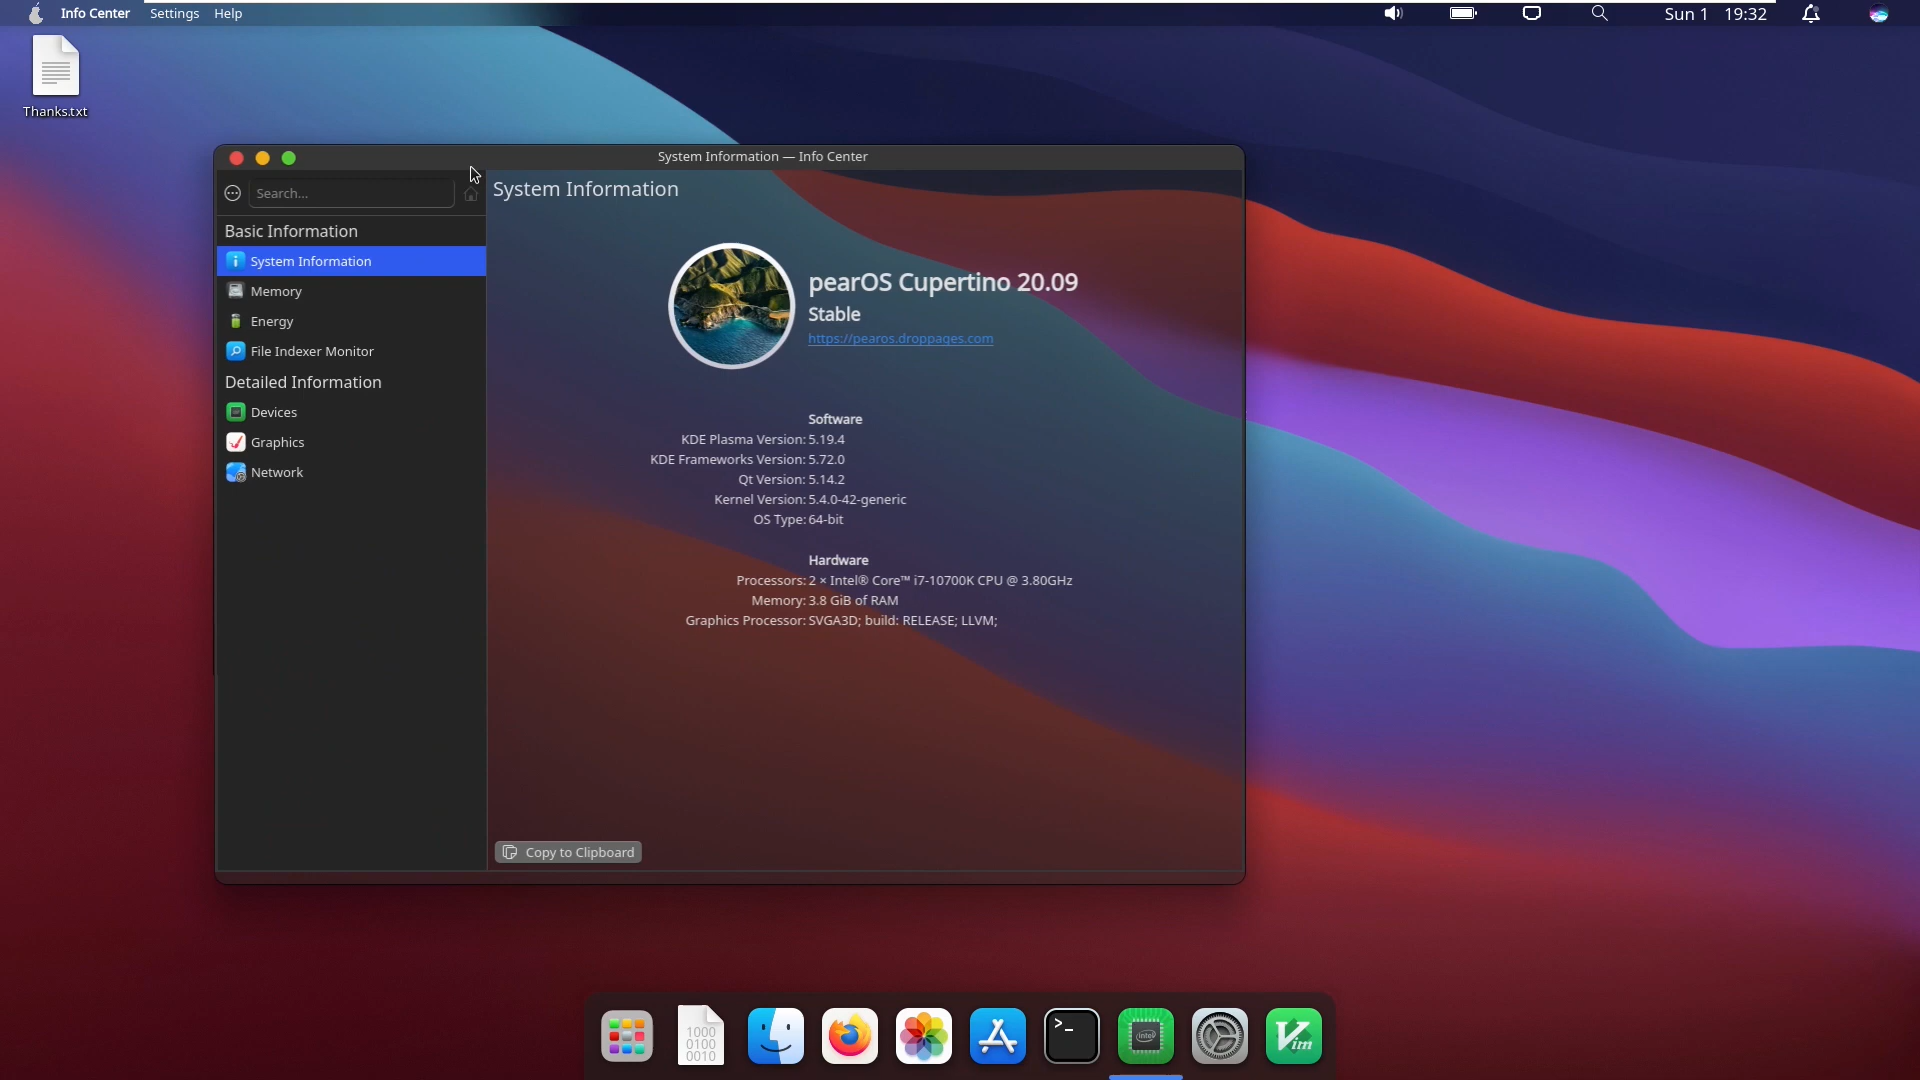 Info Center Settings Help Sun 1 19:32
Thanks.txt
System Information — Info Center
Search...
System Information
Basic Information
System Information
Memory
Energy
File Indexer Monitor
Detailed Information
Devices
Graphics
Network
pearOS Cupertino 20.09
Stable
https://pearos.droppages.com
Software
KDE Plasma Version: 5.19.4
KDE Frameworks Version: 5.72.0
Qt Version: 5.14.2
Kernel Version: 5.4.0-42-generic
OS Type: 64-bit
Hardware
Processors: 2 × Intel® Core™ i7-10700K CPU @ 3.80GHz
Memory: 3.8 GiB of RAM
Graphics Processor: SVGA3D; build: RELEASE; LLVM;
Copy to Clipboard
1000
0100
0010
>_
intel
Vim